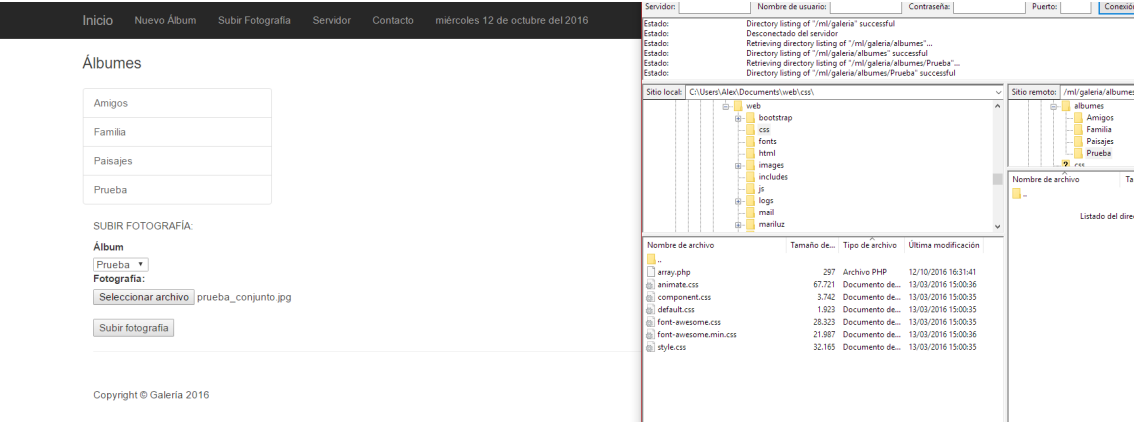 Inicio Nuevo Álbum Subir Fotografía Servidor Contacto miércoles 12 de octubre del 2016
Álbumes
Amigos
Familia
Paisajes
Prueba
SUBIR FOTOGRAFÍA:
Álbum
Prueba
Fotografia:
Seleccionar archivo prueba_conjunto.jpg
Subir fotografía
Copyright © Galería 2016
Servidor: Nombre de usuario: Contraseña: Puerto: Conexión
Estado: Directory listing of "/ml/galeria" successful
Estado: Desconectado del servidor
Estado: Retrieving directory listing of "/ml/galeria/albumes"...
Estado: Directory listing of "/ml/galeria/albumes" successful
Estado: Retrieving directory listing of "/ml/galeria/albumes/Prueba"...
Estado: Directory listing of "/ml/galeria/albumes/Prueba" successful
Sitio local: C:\Users\Alex\Documents\web\css\
web
bootstrap
css
fonts
html
images
includes
js
logs
mail
mariluz
Nombre de archivo Tamaño de... Tipo de archivo Última modificación
..
array.php 297 Archivo PHP 12/10/2016 16:31:41
animate.css 67.721 Documento de... 13/03/2016 15:00:36
component.css 3.742 Documento de... 13/03/2016 15:00:35
default.css 1.923 Documento de... 13/03/2016 15:00:35
font-awesome.css 28.323 Documento de... 13/03/2016 15:00:35
font-awesome.min.css 21.987 Documento de... 13/03/2016 15:00:36
style.css 32.165 Documento de... 13/03/2016 15:00:35
Sitio remoto: /ml/galeria/albumes
albumes
Amigos
Familia
Paisajes
Prueba
css
Nombre de archivo Ta
..
Listado del dire